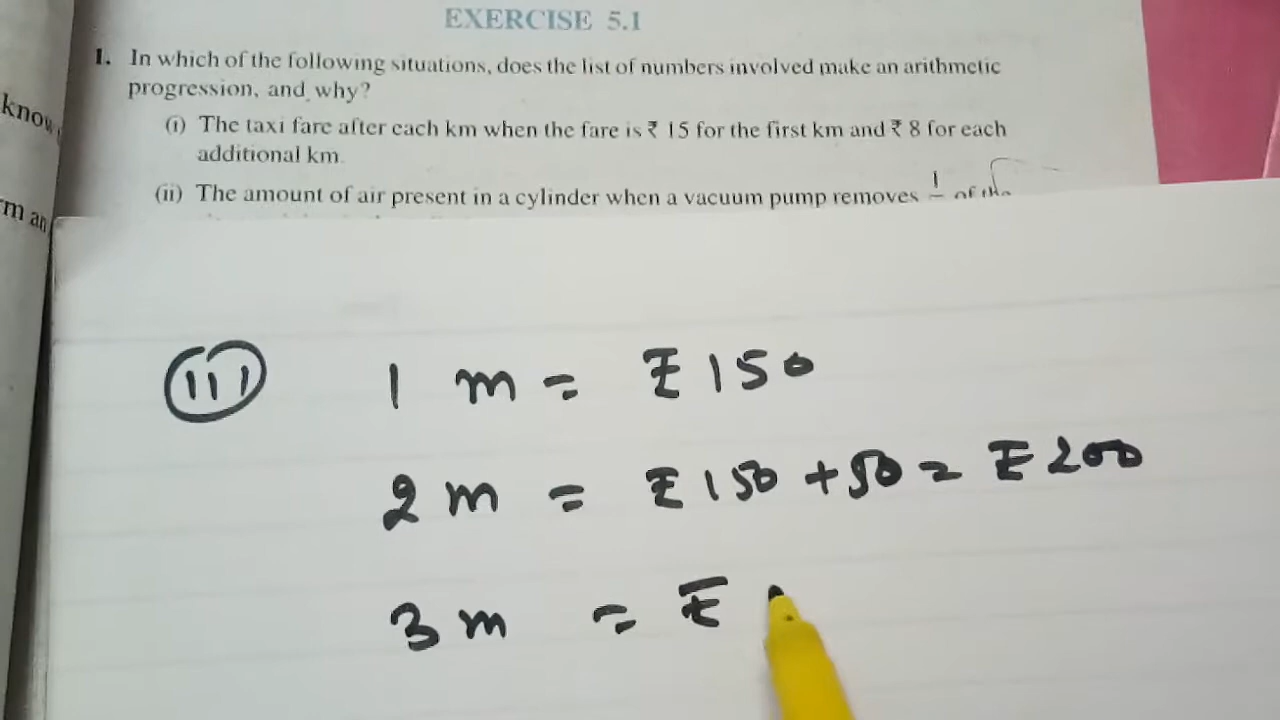 EXERCISE 5.1
1. In which of the following situations, does the list of numbers involved make an arithmetic
progression, and why?
(i) The taxi fare after each km when the fare is ₹ 15 for the first km and ₹ 8 for each
additional km.
(ii) The amount of air present in a cylinder when a vacuum pump removes 1 of the
know
m an
(iii) 1 m = ₹150
2 m = ₹150 + 50 = ₹200
3 m = ₹